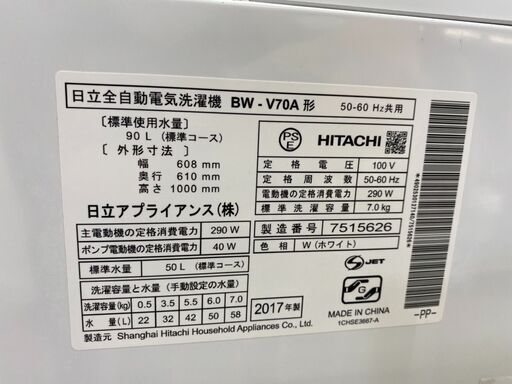 日立全自動電気洗濯機 BW-V70A 形 50-60 Hz共用
〔標準使用水量〕
90 L (標準コース)
〔外形寸法〕
幅 608 mm
奥行 610 mm
高さ 1000 mm
日立アプライアンス(株)
主電動機の定格消費電力 290 W
ポンプ電動機の定格消費電力 40 W
標準水量 50 L (標準コース)
洗濯容量と水量 (手動設定の水量)
洗濯容量(kg) 0.5 3.5 5.5 6.0 7.0
水量(L) 22 32 42 50 58
製造元 Shanghai Hitachi Household Appliances Co., Ltd.
PS
E
HITACHI
定格電圧 100 V
定格周波数 50-60 Hz
電動機の定格消費電力 290 W
洗濯容量 7.0 kg
製造番号 7515626
色 W (ホワイト)
2017年製
S-JET
G
MADE IN CHINA
1CHSE3667-A
-PP-